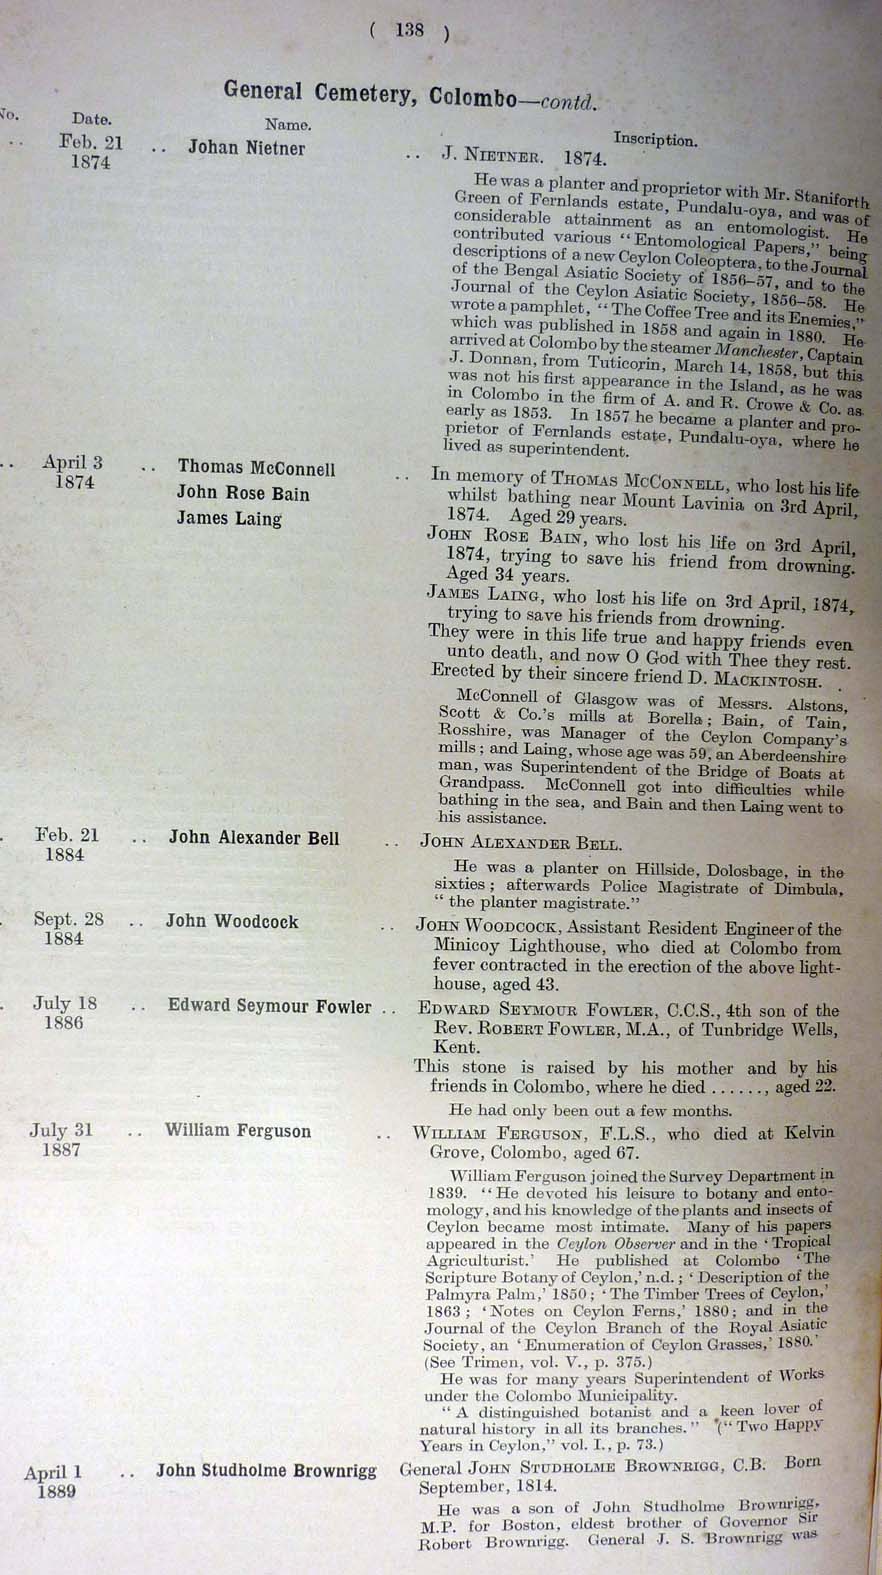 ( 138 )
General Cemetery, Colombo—contd.
No. Date. Name. Inscription.
. . Feb. 21 . . Johan Nietner . . J. NIETNER. 1874.
1874
He was a planter and proprietor with Mr. Staniforth
Green of Fernlands estate, Pundalu-oya, and was of
considerable attainment as an entomologist. He
contributed various "Entomological Papers," being
descriptions of a new Ceylon Coleoptera, to the Journal
of the Bengal Asiatic Society of 1856–57, and to the
Journal of the Ceylon Asiatic Society, 1856–58. He
wrote a pamphlet, "The Coffee Tree and its Enemies,"
which was published in 1858 and again in 1880. He
arrived at Colombo by the steamer Manchester, Captain
J. Donnan, from Tuticorin, March 14, 1858, but this
was not his first appearance in the Island, as he was
in Colombo in the firm of A. and R. Crowe & Co. as
early as 1853. In 1857 he became a planter and pro-
prietor of Fernlands estate, Pundalu-oya, where he
lived as superintendent.
. . April 3 . . Thomas McConnell . . In memory of THOMAS MCCONNELL, who lost his life
1874 John Rose Bain whilst bathing near Mount Lavinia on 3rd April,
James Laing 1874. Aged 29 years.
JOHN ROSE BAIN, who lost his life on 3rd April,
1874, trying to save his friend from drowning.
Aged 34 years.
JAMES LAING, who lost his life on 3rd April, 1874,
trying to save his friends from drowning.
They were in this life true and happy friends even
unto death, and now O God with Thee they rest.
Erected by their sincere friend D. MACKINTOSH.
McConnell of Glasgow was of Messrs. Alstons,
Scott & Co.'s mills at Borella; Bain, of Tain,
Rosshire, was Manager of the Ceylon Company's
mills; and Laing, whose age was 59, an Aberdeenshire
man, was Superintendent of the Bridge of Boats at
Grandpass. McConnell got into difficulties while
bathing in the sea, and Bain and then Laing went to
his assistance.
. Feb. 21 . . John Alexander Bell . . JOHN ALEXANDER BELL.
1884
He was a planter on Hillside, Dolosbage, in the
sixties; afterwards Police Magistrate of Dimbula,
"the planter magistrate."
. Sept. 28 . . John Woodcock . . JOHN WOODCOCK, Assistant Resident Engineer of the
1884 Minicoy Lighthouse, who died at Colombo from
fever contracted in the erection of the above light-
house, aged 43.
. July 18 . . Edward Seymour Fowler . . EDWARD SEYMOUR FOWLER, C.C.S., 4th son of the
1886 Rev. ROBERT FOWLER, M.A., of Tunbridge Wells,
Kent.
This stone is raised by his mother and by his
friends in Colombo, where he died ......, aged 22.
He had only been out a few months.
July 31 . . William Ferguson . . WILLIAM FERGUSON, F.L.S., who died at Kelvin
1887 Grove, Colombo, aged 67.
William Ferguson joined the Survey Department in
1839. "He devoted his leisure to botany and ento-
mology, and his knowledge of the plants and insects of
Ceylon became most intimate. Many of his papers
appeared in the Ceylon Observer and in the 'Tropical
Agriculturist.' He published at Colombo 'The
Scripture Botany of Ceylon,' n.d.; 'Description of the
Palmyra Palm,' 1850; 'The Timber Trees of Ceylon,'
1863; 'Notes on Ceylon Ferns,' 1880; and in the
Journal of the Ceylon Branch of the Royal Asiatic
Society, an 'Enumeration of Ceylon Grasses,' 1880.'
(See Trimen, vol. V., p. 375.)
He was for many years Superintendent of Works
under the Colombo Municipality.
"A distinguished botanist and a keen lover of
natural history in all its branches." ("Two Happy
Years in Ceylon," vol. I., p. 73.)
April 1 . . John Studholme Brownrigg General JOHN STUDHOLME BROWNRIGG, C.B. Born
1889 September, 1814.
He was a son of John Studholme Brownrigg,
M.P. for Boston, eldest brother of Governor Sir
Robert Brownrigg. General J. S. Brownrigg was